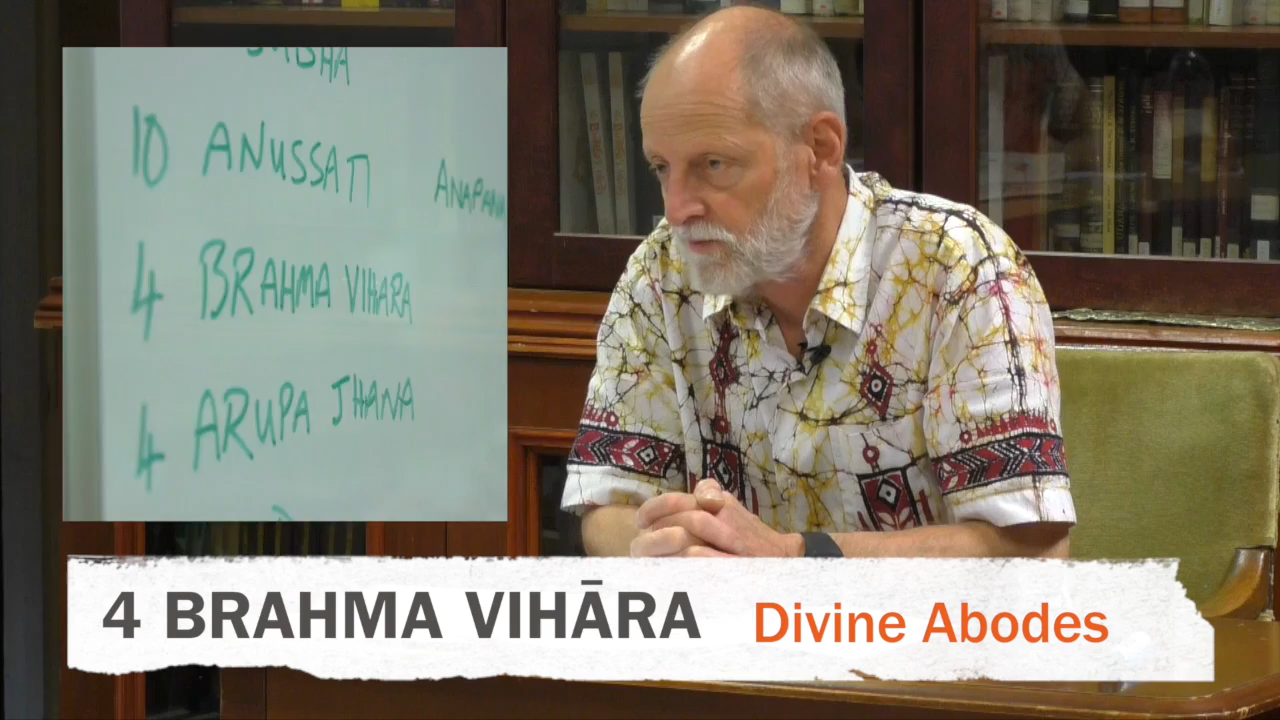 10 ANUSSATI ANAPANA
4 BRAHMA VIHARA
4 ARUPA JHANA
4 BRAHMA VIHĀRA Divine Abodes